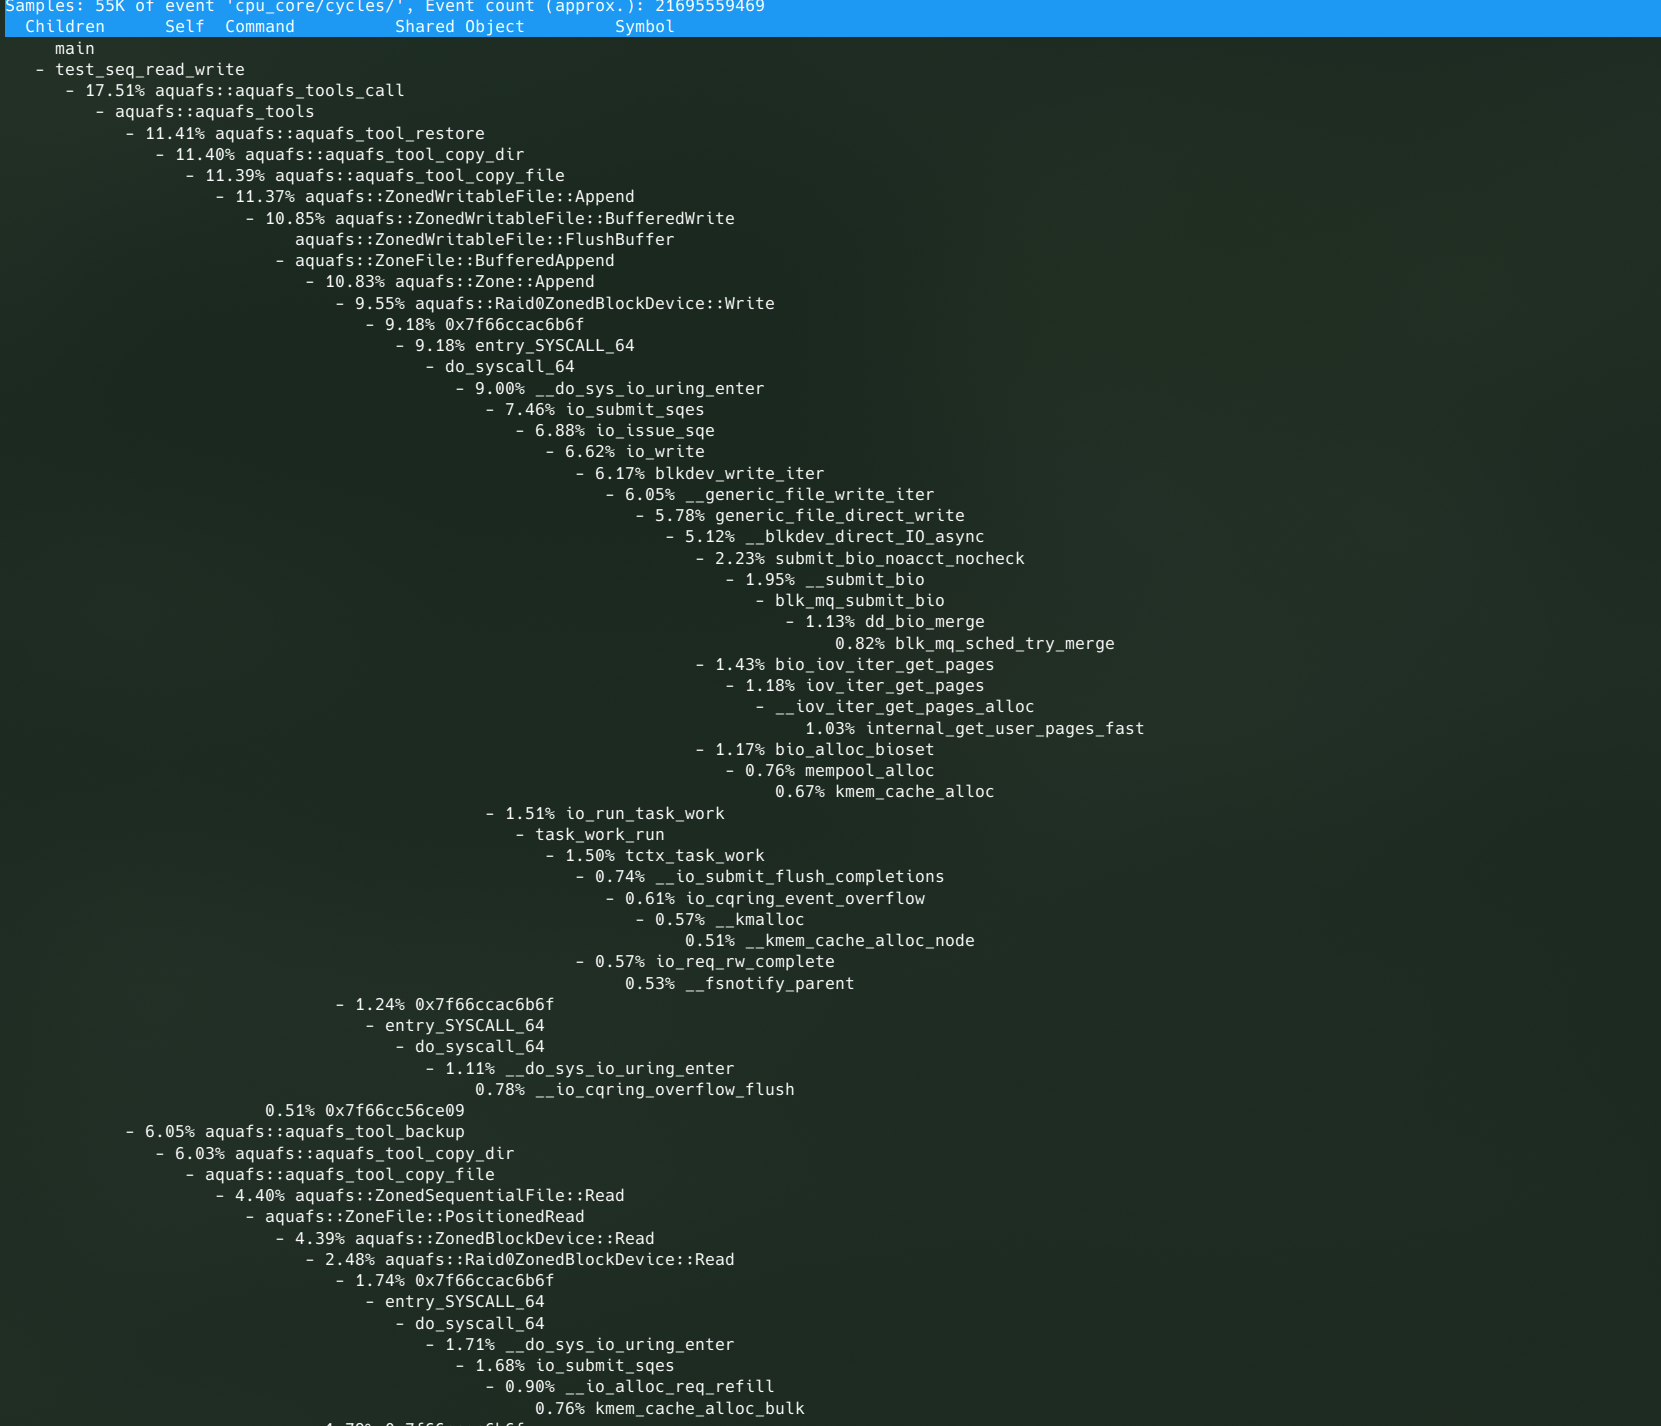 Samples: 55K of event 'cpu_core/cycles/', Event count (approx.): 21695559469
Children Self Command Shared Object Symbol
main
- test_seq_read_write
- 17.51% aquafs::aquafs_tools_call
- aquafs::aquafs_tools
- 11.41% aquafs::aquafs_tool_restore
- 11.40% aquafs::aquafs_tool_copy_dir
- 11.39% aquafs::aquafs_tool_copy_file
- 11.37% aquafs::ZonedWritableFile::Append
- 10.85% aquafs::ZonedWritableFile::BufferedWrite
aquafs::ZonedWritableFile::FlushBuffer
- aquafs::ZoneFile::BufferedAppend
- 10.83% aquafs::Zone::Append
- 9.55% aquafs::Raid0ZonedBlockDevice::Write
- 9.18% 0x7f66ccac6b6f
- 9.18% entry_SYSCALL_64
- do_syscall_64
- 9.00% __do_sys_io_uring_enter
- 7.46% io_submit_sqes
- 6.88% io_issue_sqe
- 6.62% io_write
- 6.17% blkdev_write_iter
- 6.05% __generic_file_write_iter
- 5.78% generic_file_direct_write
- 5.12% __blkdev_direct_IO_async
- 2.23% submit_bio_noacct_nocheck
- 1.95% __submit_bio
- blk_mq_submit_bio
- 1.13% dd_bio_merge
0.82% blk_mq_sched_try_merge
- 1.43% bio_iov_iter_get_pages
- 1.18% iov_iter_get_pages
- __iov_iter_get_pages_alloc
1.03% internal_get_user_pages_fast
- 1.17% bio_alloc_bioset
- 0.76% mempool_alloc
0.67% kmem_cache_alloc
- 1.51% io_run_task_work
- task_work_run
- 1.50% tctx_task_work
- 0.74% __io_submit_flush_completions
- 0.61% io_cqring_event_overflow
- 0.57% __kmalloc
0.51% __kmem_cache_alloc_node
- 0.57% io_req_rw_complete
0.53% __fsnotify_parent
- 1.24% 0x7f66ccac6b6f
- entry_SYSCALL_64
- do_syscall_64
- 1.11% __do_sys_io_uring_enter
0.78% __io_cqring_overflow_flush
0.51% 0x7f66cc56ce09
- 6.05% aquafs::aquafs_tool_backup
- 6.03% aquafs::aquafs_tool_copy_dir
- aquafs::aquafs_tool_copy_file
- 4.40% aquafs::ZonedSequentialFile::Read
- aquafs::ZoneFile::PositionedRead
- 4.39% aquafs::ZonedBlockDevice::Read
- 2.48% aquafs::Raid0ZonedBlockDevice::Read
- 1.74% 0x7f66ccac6b6f
- entry_SYSCALL_64
- do_syscall_64
- 1.71% __do_sys_io_uring_enter
- 1.68% io_submit_sqes
- 0.90% __io_alloc_req_refill
0.76% kmem_cache_alloc_bulk